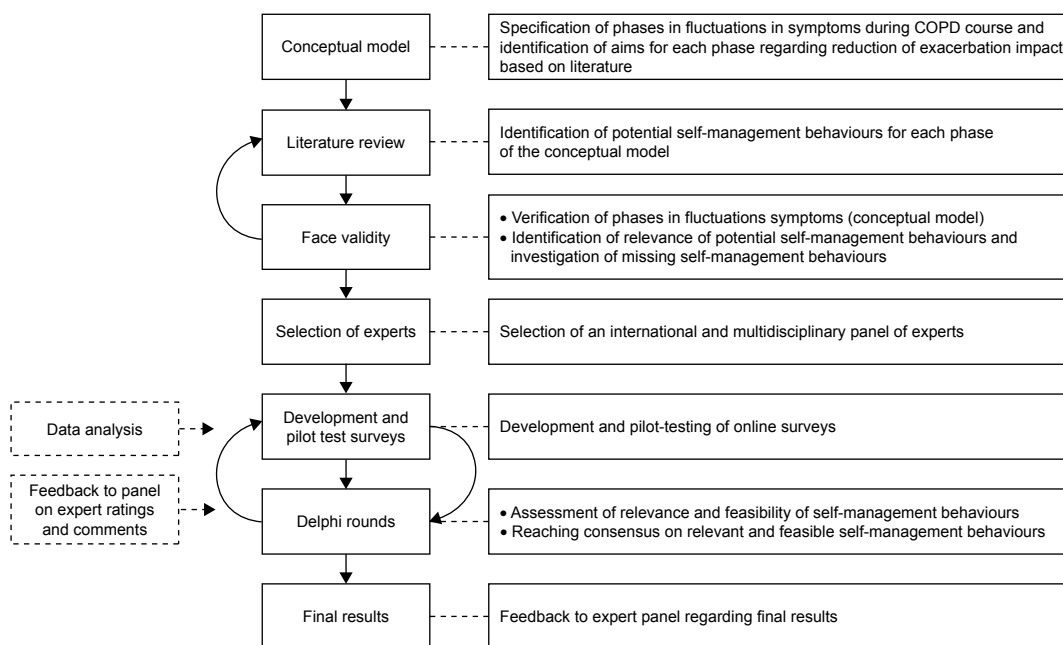 Conceptual model
Specification of phases in fluctuations in symptoms during COPD course and
identification of aims for each phase regarding reduction of exacerbation impact
based on literature
Literature review
Identification of potential self-management behaviours for each phase
of the conceptual model
Face validity
• Verification of phases in fluctuations symptoms (conceptual model)
• Identification of relevance of potential self-management behaviours and
investigation of missing self-management behaviours
Selection of experts
Selection of an international and multidisciplinary panel of experts
Data analysis
Development and
pilot test surveys
Development and pilot-testing of online surveys
Feedback to panel
on expert ratings
and comments
Delphi rounds
• Assessment of relevance and feasibility of self-management behaviours
• Reaching consensus on relevant and feasible self-management behaviours
Final results
Feedback to expert panel regarding final results